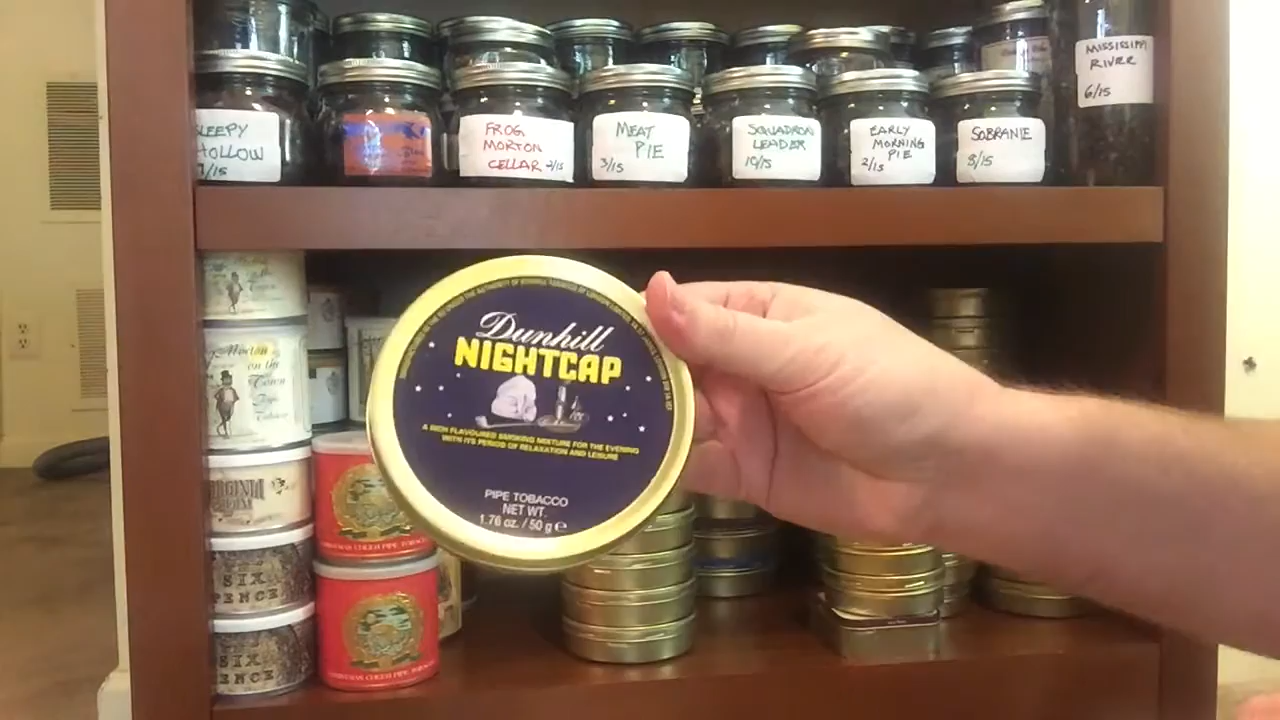 SLEEPY
HOLLOW
7/15
FROG
MORTON
CELLAR 2/15
MEAT
PIE
3/15
SQUADRON
LEADER
10/15
EARLY
MORNING
PIE
2/15
SOBRANIE
8/15
MISSISSIPPI
RIVER
6/15
Dunhill
NIGHTCAP
A RICH FLAVOURED SMOKING MIXTURE FOR THE EVENING
WITH ITS PERIOD OF RELAXATION AND LEISURE
PIPE TOBACCO
NET WT.
1.76 oz. / 50 g e
Morton
on the
Town
SIX
PENCE
SIX
PENCE